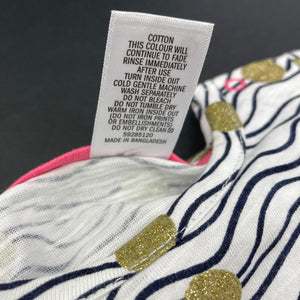 COTTON
THIS COLOUR WILL
CONTINUE TO FADE
RINSE IMMEDIATELY
AFTER USE
TURN INSIDE OUT
COLD GENTLE MACHINE
WASH SEPARATELY
DO NOT BLEACH
DO NOT TUMBLE DRY
WARM IRON INSIDE OUT
(DO NOT IRON PRINTS
OR EMBELLISHMENTS)
DO NOT DRY CLEAN
59285120
MADE IN BANGLADESH